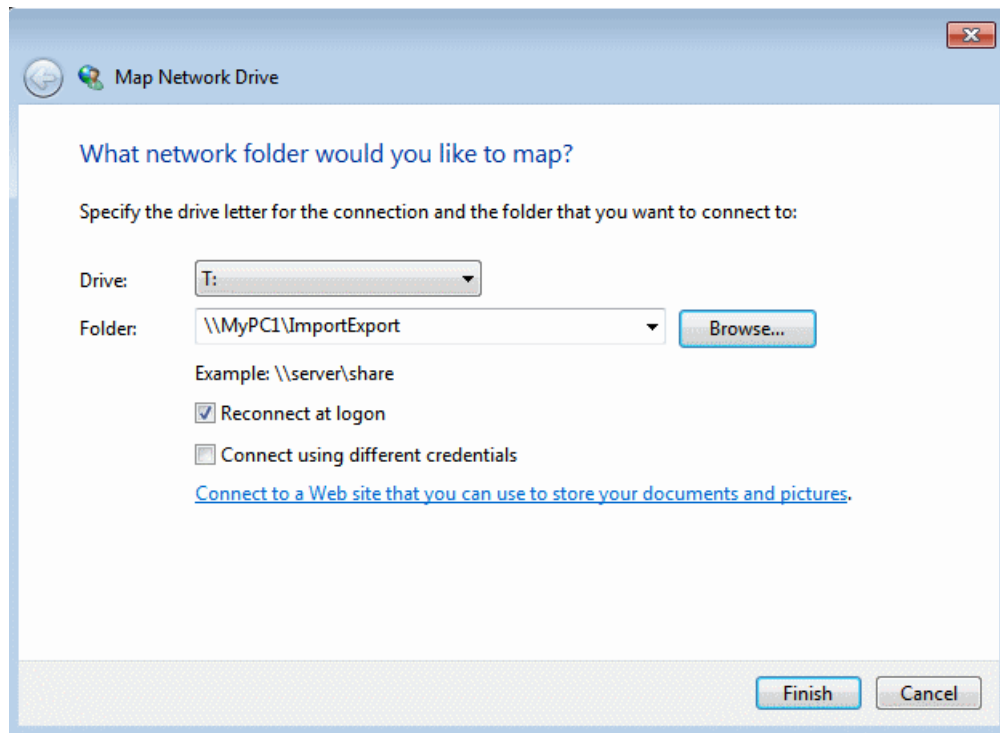 Map Network Drive
What network folder would you like to map?
Specify the drive letter for the connection and the folder that you want to connect to:
Drive: T:
Folder: \\MyPC1\ImportExport Browse...
Example: \\server\share
Reconnect at logon
Connect using different credentials
Connect to a Web site that you can use to store your documents and pictures.
Finish Cancel